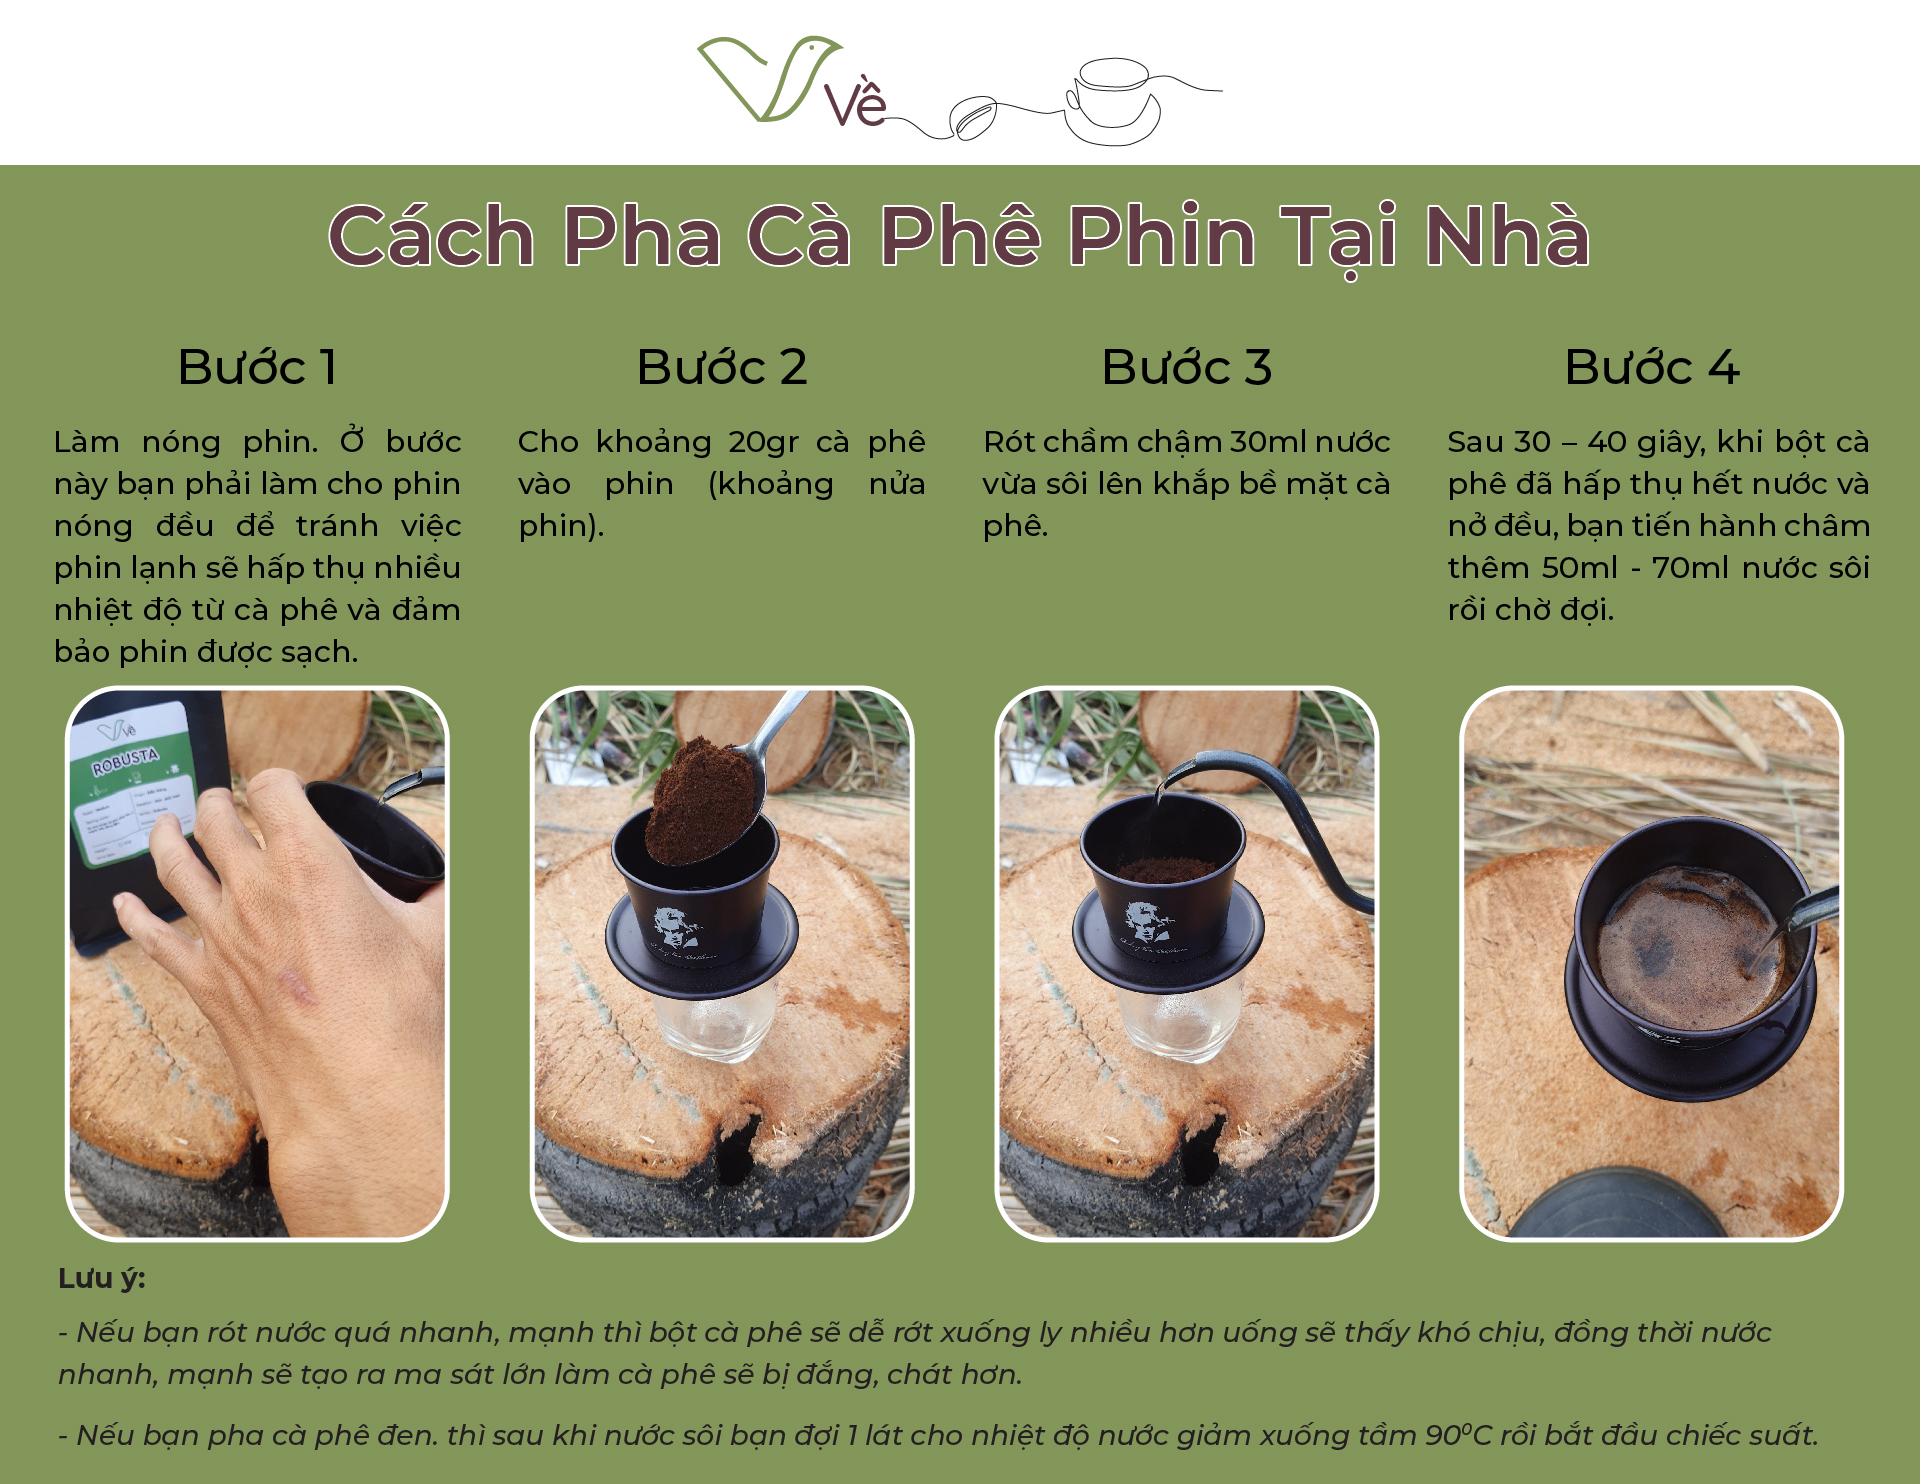 Về
Cách Pha Cà Phê Phin Tại Nhà
Bước 1
Làm nóng phin. Ở bước
này bạn phải làm cho phin
nóng đều để tránh việc
phin lạnh sẽ hấp thụ nhiều
nhiệt độ từ cà phê và đảm
bảo phin được sạch.
Bước 2
Cho khoảng 20gr cà phê
vào phin (khoảng nửa
phin).
Bước 3
Rót chầm chậm 30ml nước
vừa sôi lên khắp bề mặt cà
phê.
Bước 4
Sau 30 – 40 giây, khi bột cà
phê đã hấp thụ hết nước và
nở đều, bạn tiến hành châm
thêm 50ml - 70ml nước sôi
rồi chờ đợi.
Về
ROBUSTA
Lưu ý:
- Nếu bạn rót nước quá nhanh, mạnh thì bột cà phê sẽ dễ rớt xuống ly nhiều hơn uống sẽ thấy khó chịu, đồng thời nước
nhanh, mạnh sẽ tạo ra ma sát lớn làm cà phê sẽ bị đắng, chát hơn.
- Nếu bạn pha cà phê đen. thì sau khi nước sôi bạn đợi 1 lát cho nhiệt độ nước giảm xuống tầm 90⁰C rồi bắt đầu chiếc suất.